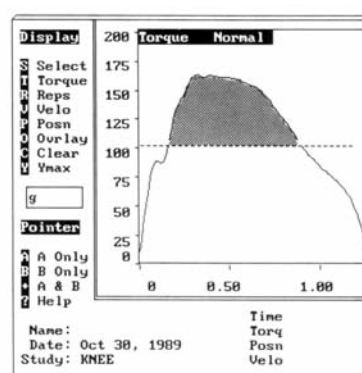 Display
S Select
T Torque
R Reps
V Velo
P Posn
O Ovrlay
C Clear
Y Ymax
g
Pointer
A A Only
B B Only
* A & B
? Help
Torque Normal
200
175
150
125
100
75
50
25
0
0 0.50 1.00
Name:
Date: Oct 30, 1989
Study: KNEE
Time
Torq
Posn
Velo